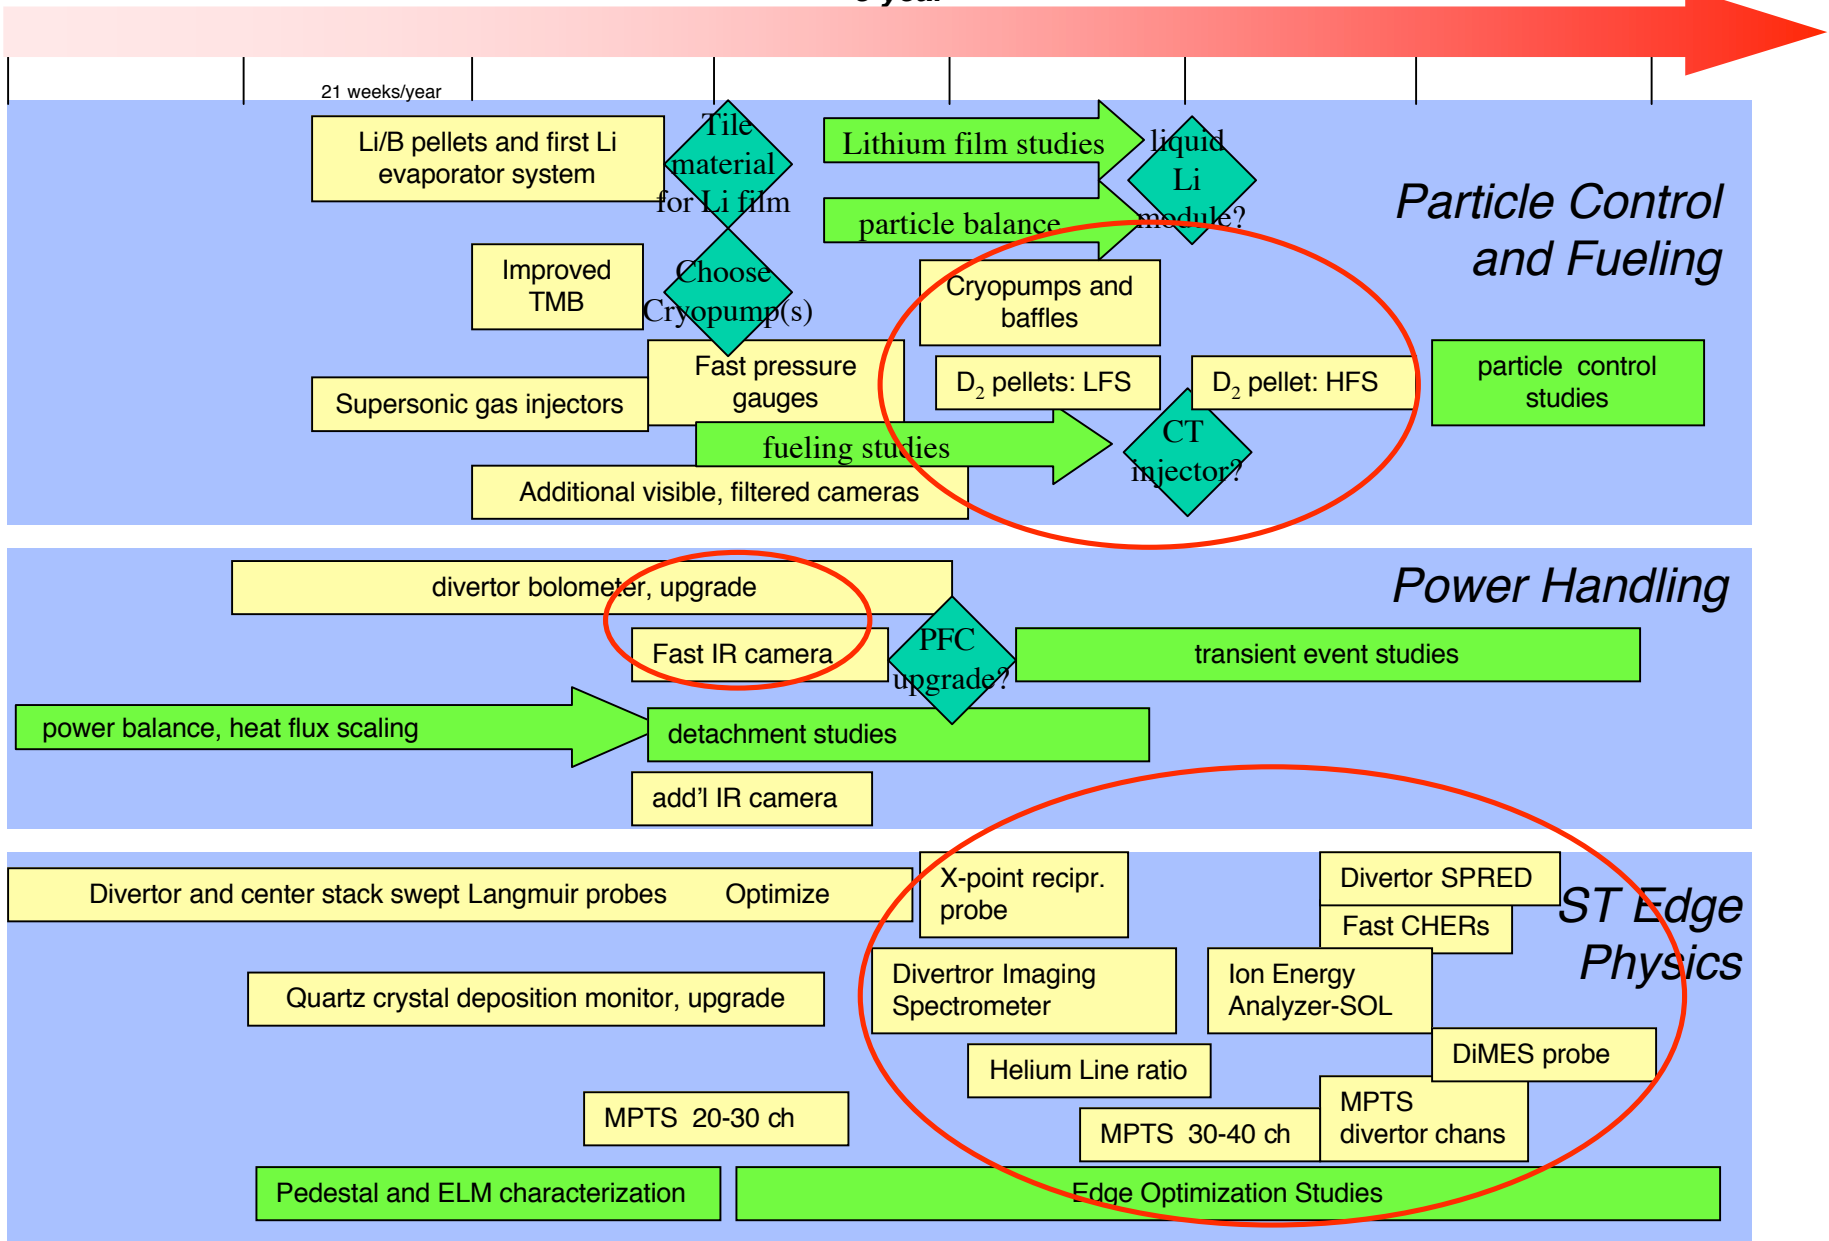 21 weeks/year
Li/B pellets and first Li
evaporator system
Tile
material
for Li film
Lithium film studies
liquid
Li
module?
particle balance
Particle Control
and Fueling
Improved
TMB
Choose
Cryopump(s)
Cryopumps and
baffles
Fast pressure
gauges
D2 pellets: LFS
D2 pellet: HFS
particle control
studies
Supersonic gas injectors
fueling studies
CT
injector?
Additional visible, filtered cameras
divertor bolometer, upgrade
Power Handling
Fast IR camera
PFC
upgrade?
transient event studies
power balance, heat flux scaling
detachment studies
add'l IR camera
Divertor and center stack swept Langmuir probes Optimize
X-point recipr.
probe
Divertor SPRED
Fast CHERs
ST Edge
Physics
Divertror Imaging
Spectrometer
Ion Energy
Analyzer-SOL
Quartz crystal deposition monitor, upgrade
DiMES probe
Helium Line ratio
MPTS 20-30 ch
MPTS 30-40 ch
MPTS
divertor chans
Pedestal and ELM characterization
Edge Optimization Studies